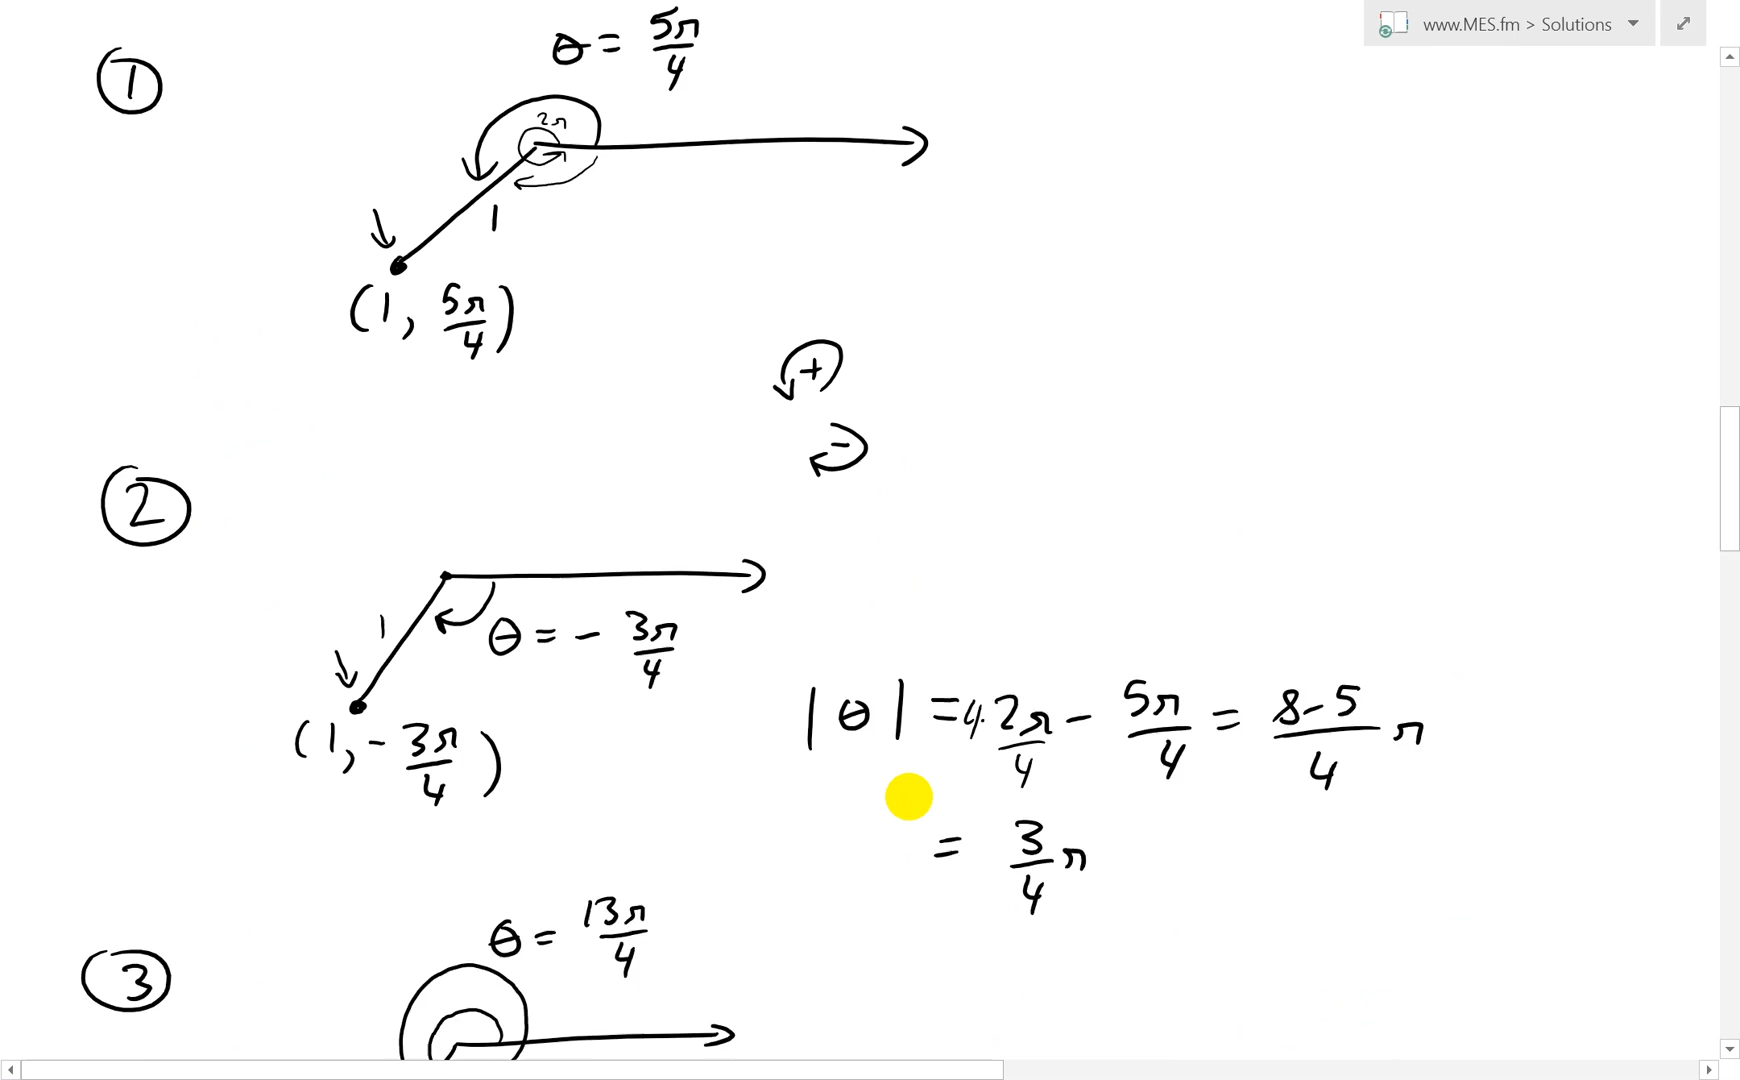 www.MES.fm > Solutions
1
θ = 5π/4
2π
1
(1, 5π/4)
+
−
2
1
θ = - 3π/4
(1, - 3π/4)
|θ| = 4·2π/4 - 5π/4 = 8-5/4 π
= 3/4 π
3
θ = 13π/4